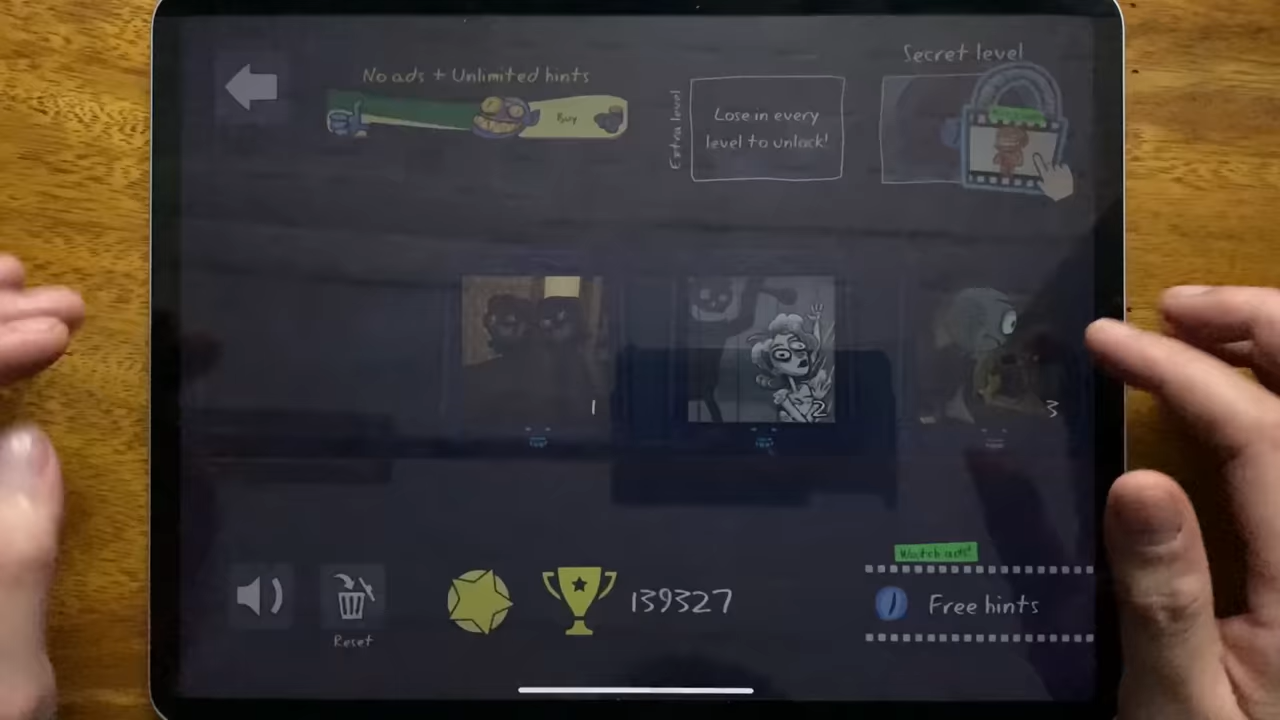 No ads + Unlimited hints
Buy
Extra level
Lose in every
level to unlock!
Secret level
1
2
3
Reset
139327
Watch ads!
Free hints